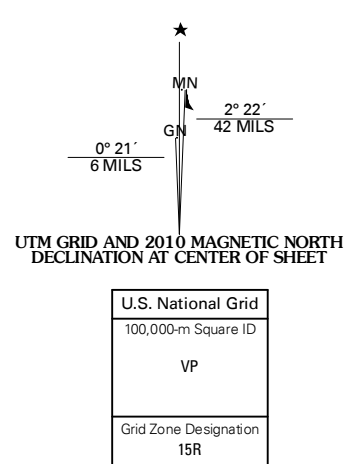 MN
2° 22´
42 MILS
GN
0° 21´
6 MILS
UTM GRID AND 2010 MAGNETIC NORTH
DECLINATION AT CENTER OF SHEET
U.S. National Grid
100,000-m Square ID
VP
Grid Zone Designation
15R